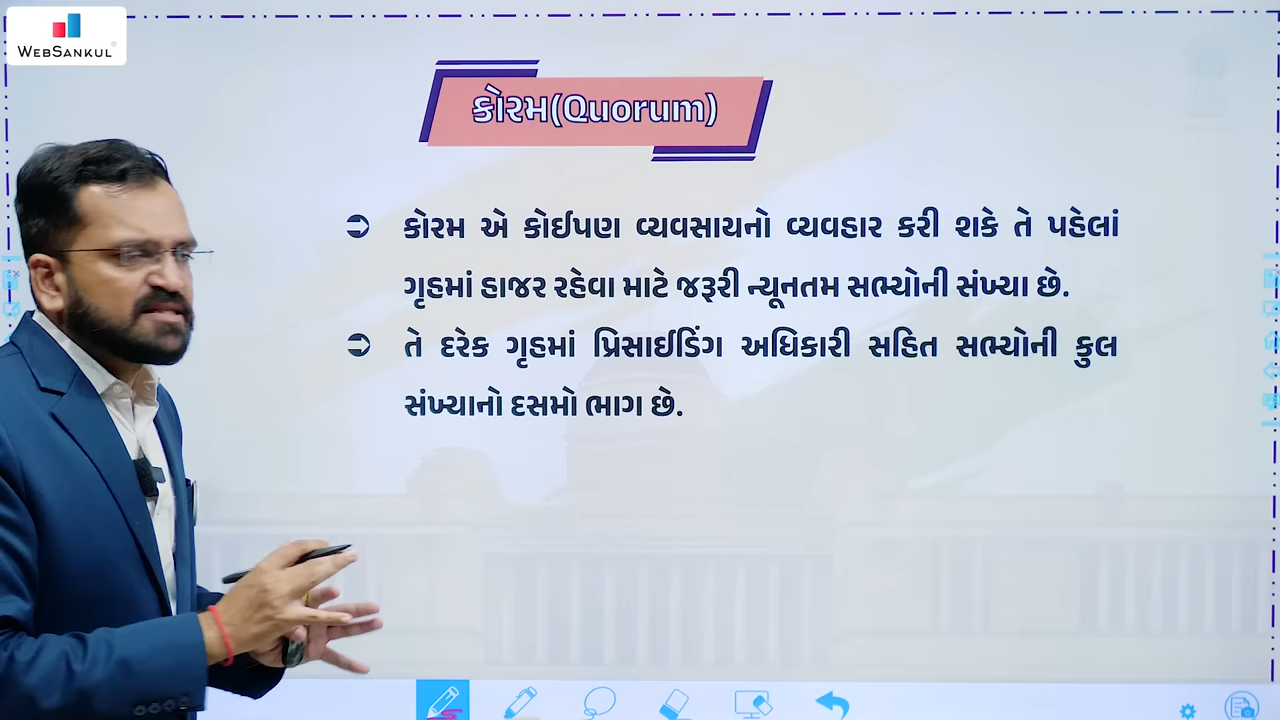 WEBSANKUL
કોરમ(Quorum)
કોરમ એ કોઈપણ વ્યવસાયનો વ્યવહાર કરી શકે તે પહેલાં
ગૃહમાં હાજર રહેવા માટે જરૂરી ન્યૂનતમ સભ્યોની સંખ્યા છે.
તે દરેક ગૃહમાં પ્રિસાઈડિંગ અધિકારી સહિત સભ્યોની કુલ
સંખ્યાનો દસમો ભાગ છે.